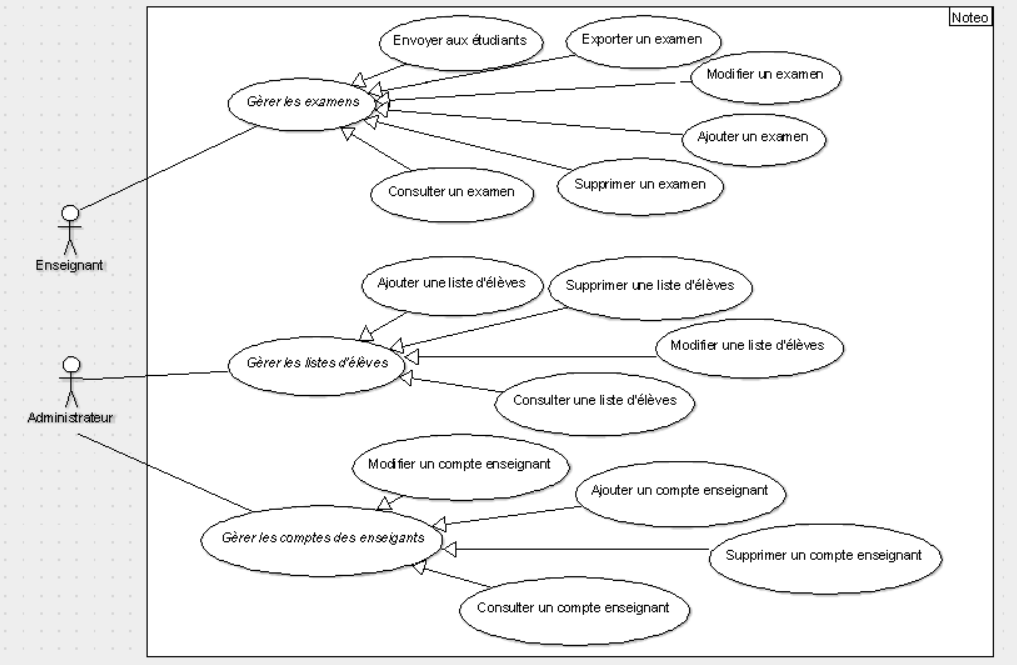 Noteo
Envoyer aux étudiants
Exporter un examen
Modifier un examen
Gèrer les examens
Ajouter un examen
Supprimer un examen
Consulter un examen
Enseignant
Ajouter une liste d'élèves
Supprimer une liste d'élèves
Modifier une liste d'élèves
Gèrer les listes d'élèves
Consulter une liste d'élèves
Administrateur
Modifier un compte enseignant
Ajouter un compte enseignant
Gèrer les comptes des enseigants
Supprimer un compte enseignant
Consulter un compte enseignant